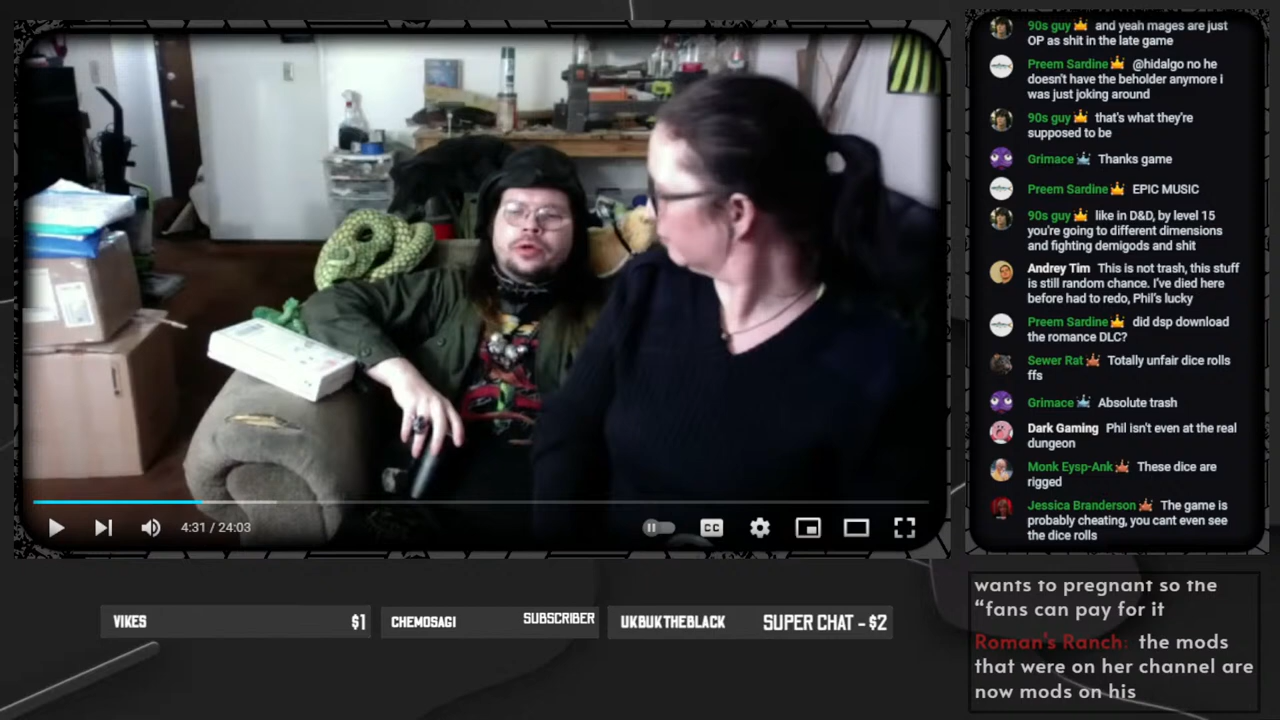 90s guy and yeah mages are just
OP as shit in the late game
Preem Sardine @hidalgo no he
doesn't have the beholder anymore i
was just joking around
90s guy that's what they're
supposed to be
Grimace Thanks game
Preem Sardine EPIC MUSIC
90s guy like in D&D, by level 15
you're going to different dimensions
and fighting demigods and shit
Andrey Tim This is not trash, this stuff
is still random chance. I've died here
before had to redo, Phil's lucky
Preem Sardine did dsp download
the romance DLC?
Sewer Rat Totally unfair dice rolls
ffs
Grimace Absolute trash
Dark Gaming Phil isn't even at the real
dungeon
Monk Eysp-Ank These dice are
rigged
Jessica Branderson The game is
probably cheating, you cant even see
the dice rolls
4:31 / 24:03
CC
VIKES $1
CHEMOSAGI SUBSCRIBER
UKBUKTHEBLACK SUPER CHAT - $2
wants to pregnant so the
“fans can pay for it
Roman's Ranch: the mods
that were on her channel are
now mods on his